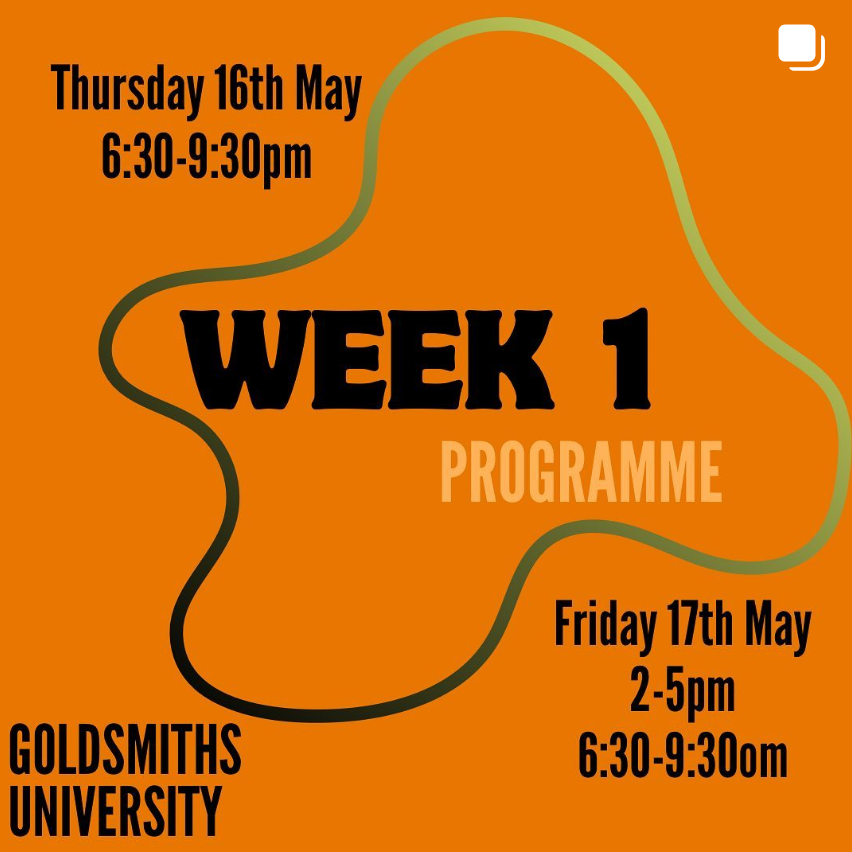 Thursday 16th May
6:30-9:30pm
WEEK 1
PROGRAMME
Friday 17th May
2-5pm
6:30-9:30om
GOLDSMITHS
UNIVERSITY